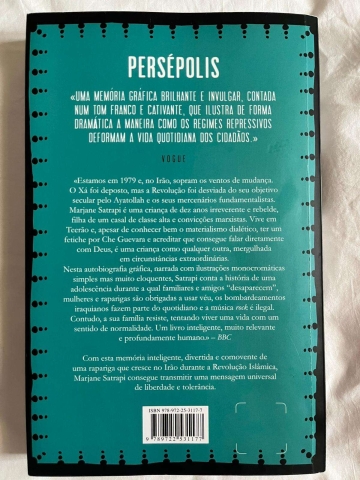 PERSÉPOLIS
«UMA MEMÓRIA GRÁFICA BRILHANTE E INVULGAR, CONTADA
NUM TOM FRANCO E CATIVANTE, QUE ILUSTRA DE FORMA
DRAMÁTICA A MANEIRA COMO OS REGIMES REPRESSIVOS
DEFORMAM A VIDA QUOTIDIANA DOS CIDADÃOS.»
VOGUE
«Estamos em 1979 e, no Irão, sopram os ventos de mudança.
O Xá foi deposto, mas a Revolução foi desviada do seu objetivo
secular pelo Ayatollah e os seus mercenários fundamentalistas.
Marjane Satrapi é uma criança de dez anos irreverente e rebelde,
filha de um casal de classe alta e convicções marxistas. Vive em
Teerão e, apesar de conhecer bem o materialismo dialético, ter um
fetiche por Che Guevara e acreditar que consegue falar diretamente
com Deus, é uma criança como qualquer outra, mergulhada
em circunstâncias extraordinárias.
Nesta autobiografia gráfica, narrada com ilustrações monocromáticas
simples mas muito eloquentes, Satrapi conta a história de uma
adolescência durante a qual familiares e amigos "desaparecem",
mulheres e raparigas são obrigadas a usar véu, os bombardeamentos
iraquianos fazem parte do quotidiano e a música rock é ilegal.
Contudo, a sua família resiste, tentando viver uma vida com um
sentido de normalidade. Um livro inteligente, muito relevante
e profundamente humano.» – BBC
Com esta memória inteligente, divertida e comovente de
uma rapariga que cresce no Irão durante a Revolução Islâmica,
Marjane Satrapi consegue transmitir uma mensagem universal
de liberdade e tolerância.
ISBN 978-972-25-3117-7
9 789722 531177